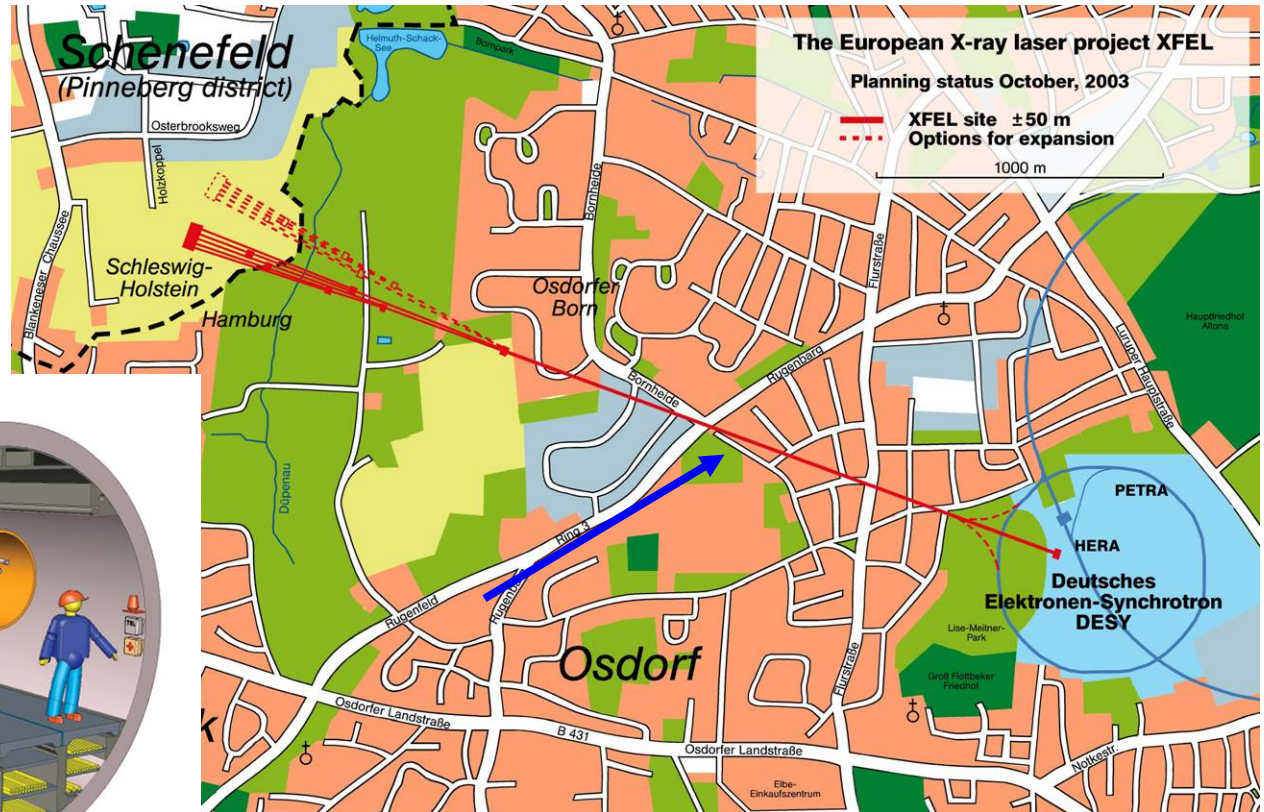 Schenefeld
(Pinneberg district)
Helmuth-Schack-
See
Bornpark
The European X-ray laser project XFEL
Planning status October, 2003
XFEL site ±50 m
Options for expansion
1000 m
Osterbrooksweg
Holzkoppel
Blankeneser Chaussee
Bornheide
Flurstraße
Schleswig-
Holstein
Hamburg
Osdorfer
Born
Hauptfriedhof
Altona
Luruper Hauptstraße
Rugenbarg
Bornheide
Düpenau
PETRA
Ring 3
HERA
Deutsches
Elektronen-Synchrotron
DESY
Rugenfeld
Lise-Meitner-
Park
Osdorf
Flurstraße
Groß Flottbeker
Friedhof
TEL
Osdorfer Landstraße
B 431
Osdorfer Landstraße
Notkestr.
Elbe-
Einkaufszentrum